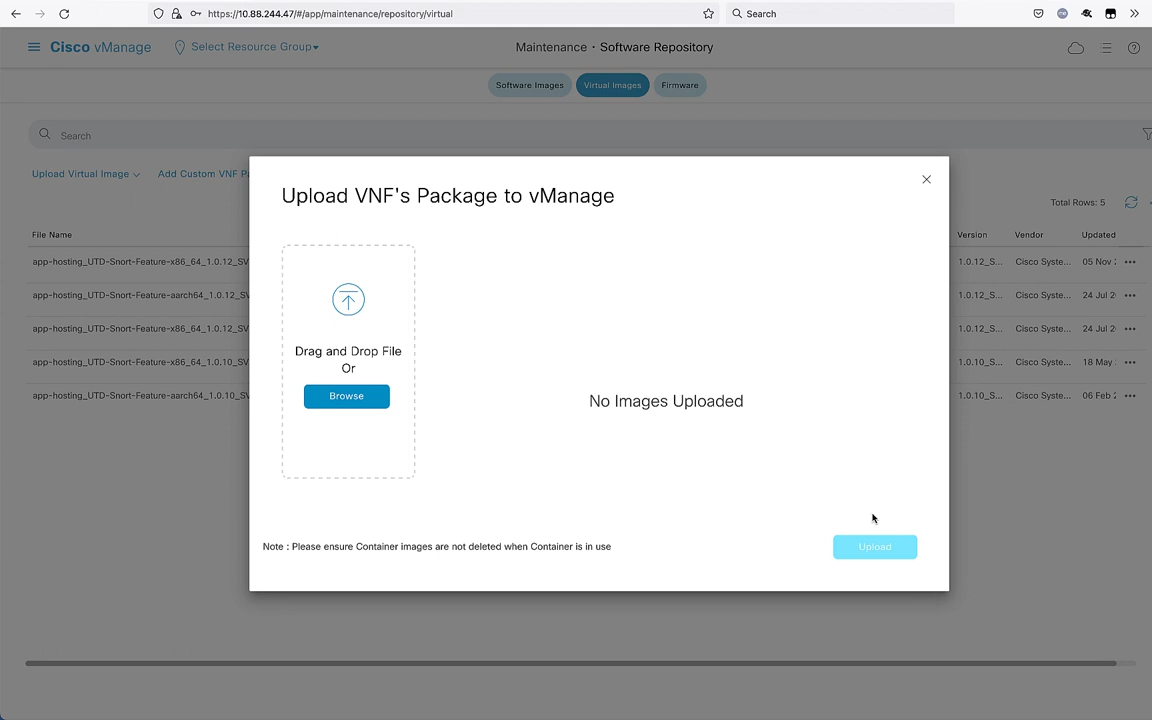 https://10.88.244.47/#/app/maintenance/repository/virtual
Search
Cisco vManage
Select Resource Group
Maintenance · Software Repository
Software Images
Virtual Images
Firmware
Search
Upload Virtual Image
Add Custom VNF Pa
Total Rows: 5
File Name
Version
Vendor
Updated
app-hosting_UTD-Snort-Feature-x86_64_1.0.12_SV
1.0.12_S...
Cisco Syste...
05 Nov
app-hosting_UTD-Snort-Feature-aarch64_1.0.12_SV
1.0.12_S...
Cisco Syste...
24 Jul 2
app-hosting_UTD-Snort-Feature-x86_64_1.0.12_SV
1.0.12_S...
Cisco Syste...
24 Jul 2
app-hosting_UTD-Snort-Feature-x86_64_1.0.10_SV
1.0.10_S...
Cisco Syste...
18 May
app-hosting_UTD-Snort-Feature-aarch64_1.0.10_SV
1.0.10_S...
Cisco Syste...
06 Feb 2
Upload VNF's Package to vManage
Drag and Drop File
Or
Browse
No Images Uploaded
Note : Please ensure Container images are not deleted when Container is in use
Upload